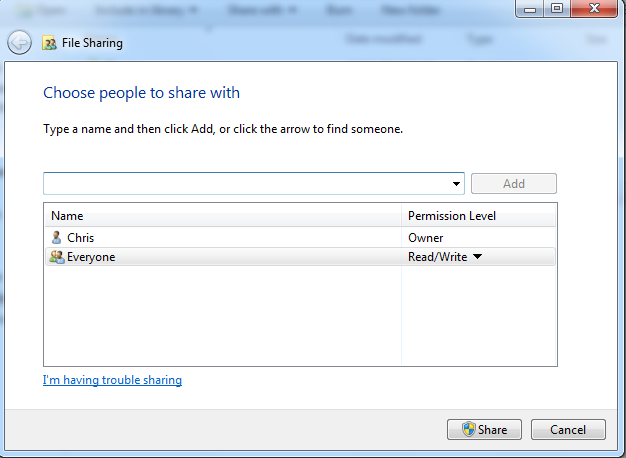 Open Include in library Share with Burn New folder
File Sharing
Date modified Type Size
Choose people to share with
Type a name and then click Add, or click the arrow to find someone.
Add
Name Permission Level
Chris Owner
Everyone Read/Write
I'm having trouble sharing
Share Cancel